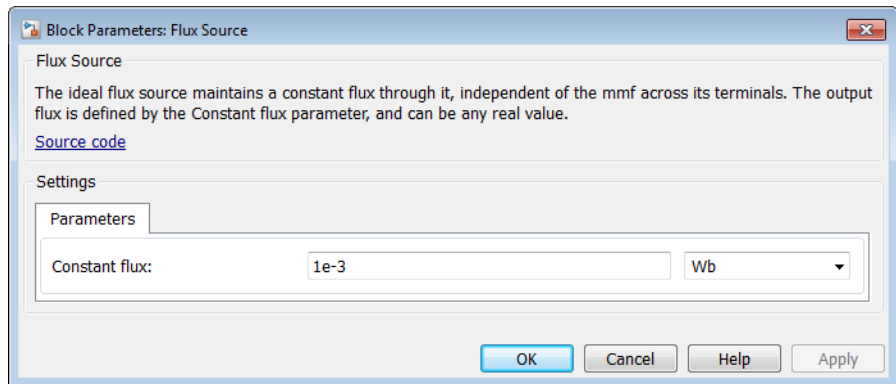 Block Parameters: Flux Source
Flux Source
The ideal flux source maintains a constant flux through it, independent of the mmf across its terminals. The output
flux is defined by the Constant flux parameter, and can be any real value.
Source code
Settings
Parameters
Constant flux: 1e-3 Wb
OK Cancel Help Apply